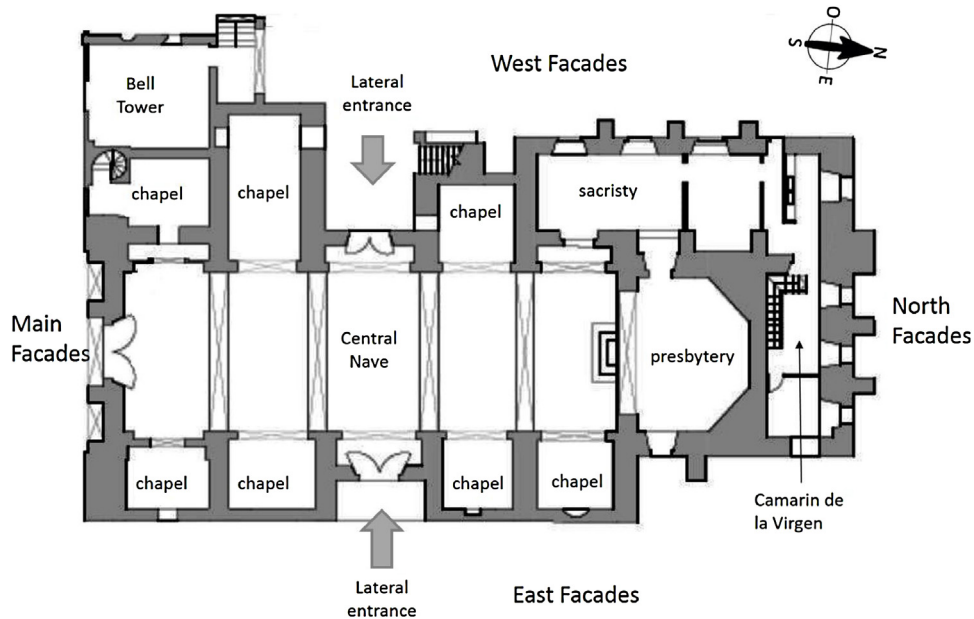 O
S
N
E
West Facades
Lateral
entrance
Bell
Tower
chapel
chapel
chapel
sacristy
Main
Facades
Central
Nave
presbytery
North
Facades
chapel
chapel
chapel
chapel
Camarin de
la Virgen
Lateral
entrance
East Facades